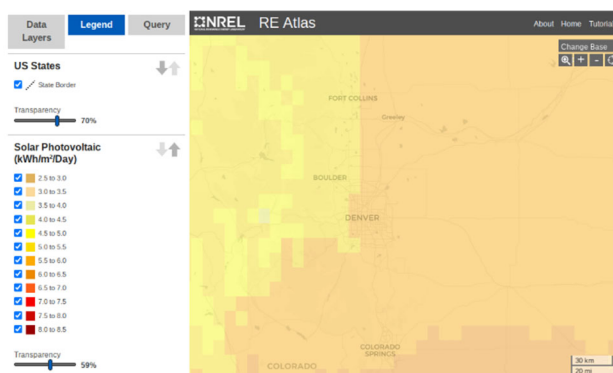 Data Layers
Legend
Query
NREL
RE Atlas
About
Home
Tutorial
US States
State Border
Transparency
70%
Solar Photovoltaic
(kWh/m²/Day)
2.5 to 3.0
3.0 to 3.5
3.5 to 4.0
4.0 to 4.5
4.5 to 5.0
5.0 to 5.5
5.5 to 6.0
6.0 to 6.5
6.5 to 7.0
7.0 to 7.5
7.5 to 8.0
8.0 to 8.5
Transparency
59%
Change Base
FORT COLLINS
Greeley
BOULDER
DENVER
COLORADO
SPRINGS
COLORADO
30 km
20 mi